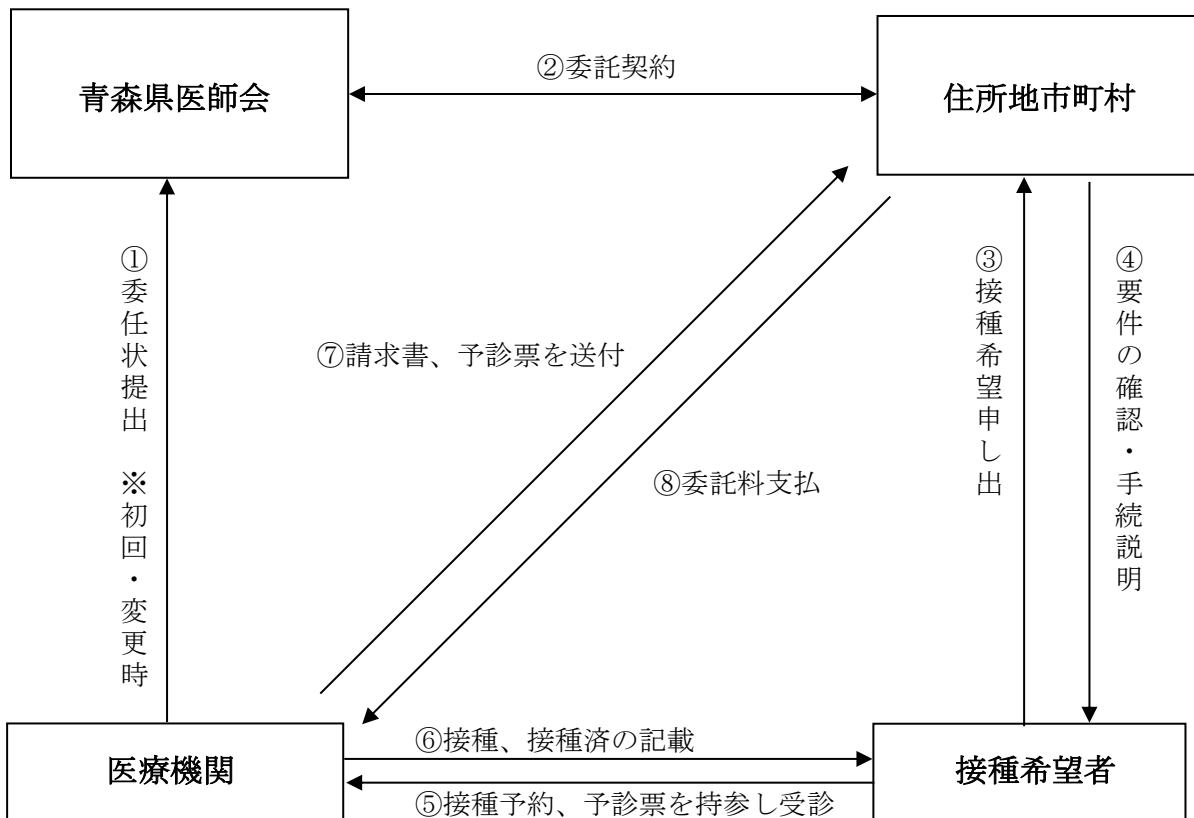 ②委託契約
青森県医師会
住所地市町村
①委任状提出　※初回・変更時
③接種希望申し出
④要件の確認・手続説明
⑦請求書、予診票を送付
⑧委託料支払
⑥接種、接種済の記載
医療機関
接種希望者
⑤接種予約、予診票を持参し受診